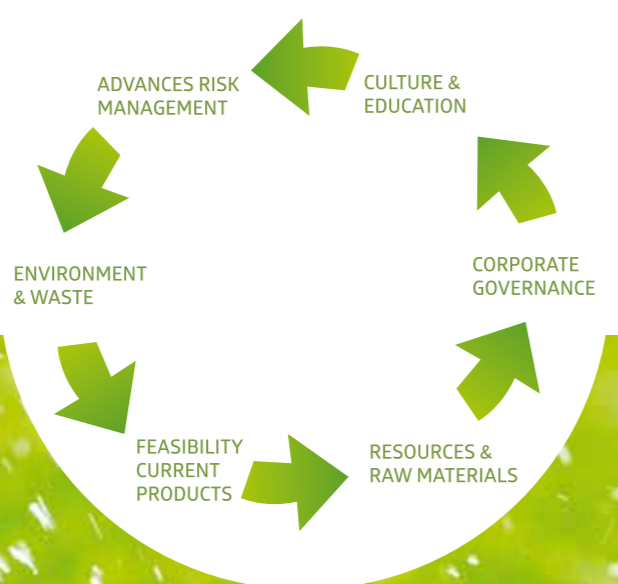 ADVANCES RISK
MANAGEMENT
CULTURE &
EDUCATION
ENVIRONMENT
& WASTE
CORPORATE
GOVERNANCE
FEASIBILITY
CURRENT
PRODUCTS
RESOURCES &
RAW MATERIALS